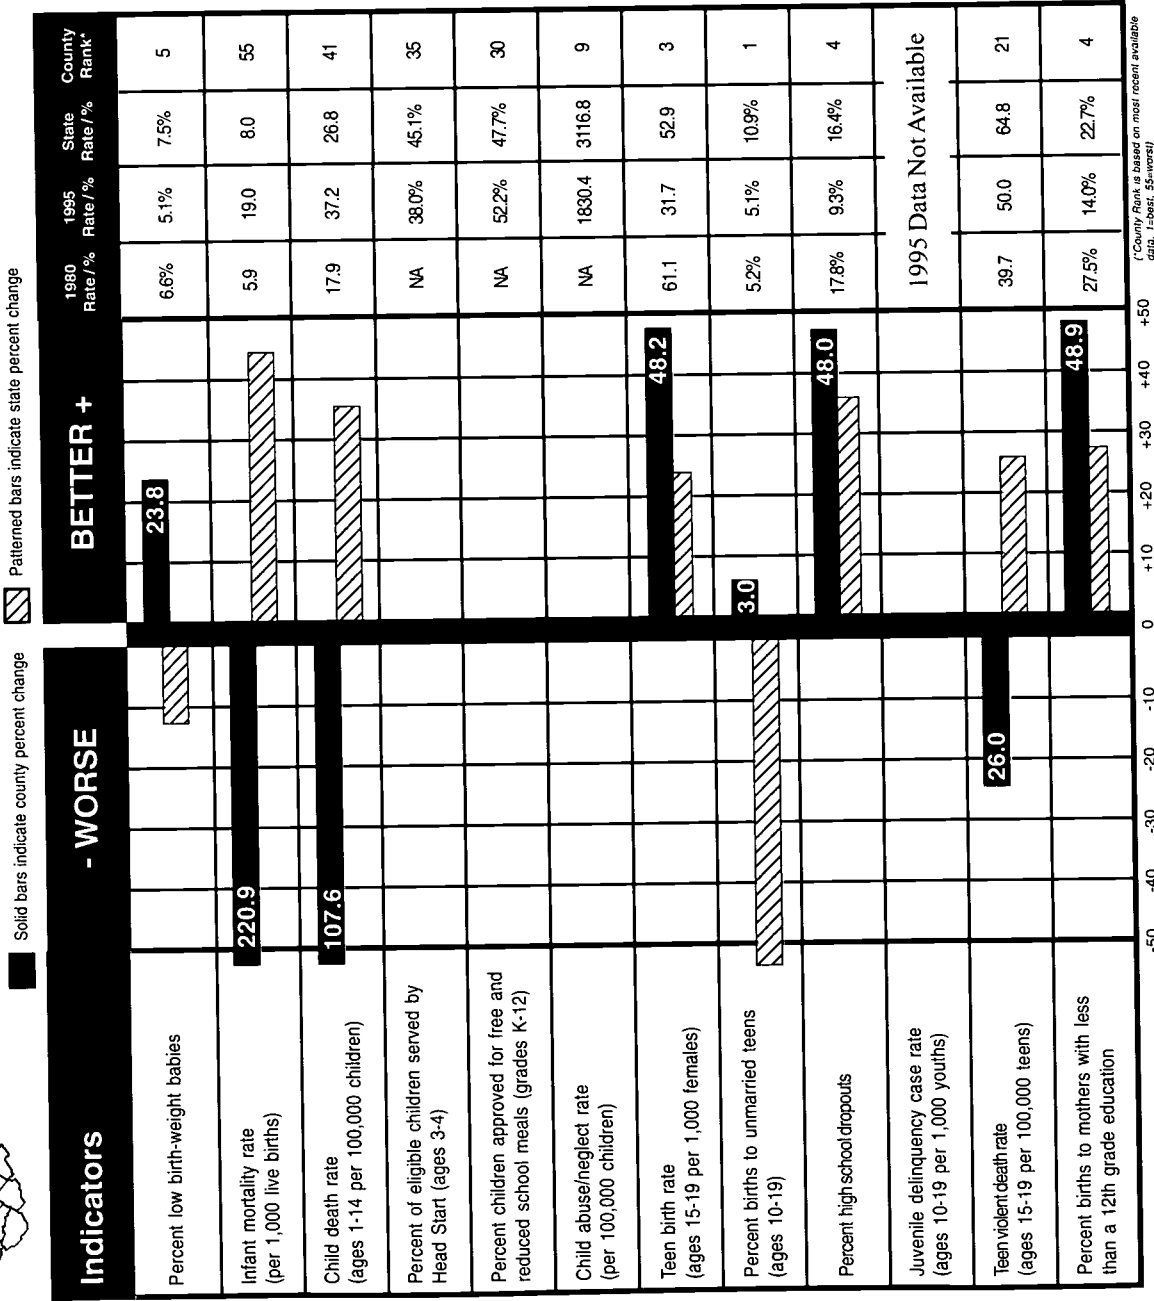 Solid bars indicate county percent change
Patterned bars indicate state percent change
Indicators
- WORSE
BETTER +
1980
Rate / %
1995
Rate / %
State
Rate / %
County
Rank*
Percent low birth-weight babies
23.8
6.6%
5.1%
7.5%
5
Infant mortality rate
(per 1,000 live births)
220.9
5.9
19.0
8.0
55
Child death rate
(ages 1-14 per 100,000 children)
107.6
17.9
37.2
26.8
41
Percent of eligible children served by
Head Start (ages 3-4)
NA
38.0%
45.1%
35
Percent children approved for free and
reduced school meals (grades K-12)
NA
52.2%
47.7%
30
Child abuse/neglect rate
(per 100,000 children)
NA
1830.4
3116.8
9
Teen birth rate
(ages 15-19 per 1,000 females)
48.2
61.1
31.7
52.9
3
Percent births to unmarried teens
(ages 10-19)
3.0
5.2%
5.1%
10.9%
1
Percent high school dropouts
48.0
17.8%
9.3%
16.4%
4
Juvenile delinquency case rate
(ages 10-19 per 1,000 youths)
1995 Data Not Available
Teen violent death rate
(ages 15-19 per 100,000 teens)
26.0
39.7
50.0
64.8
21
Percent births to mothers with less
than a 12th grade education
48.9
27.5%
14.0%
22.7%
4
-50
-40
-30
-20
-10
0
+10
+20
+30
+40
+50
(*County Rank is based on most recent available
data. 1=best, 55=worst)